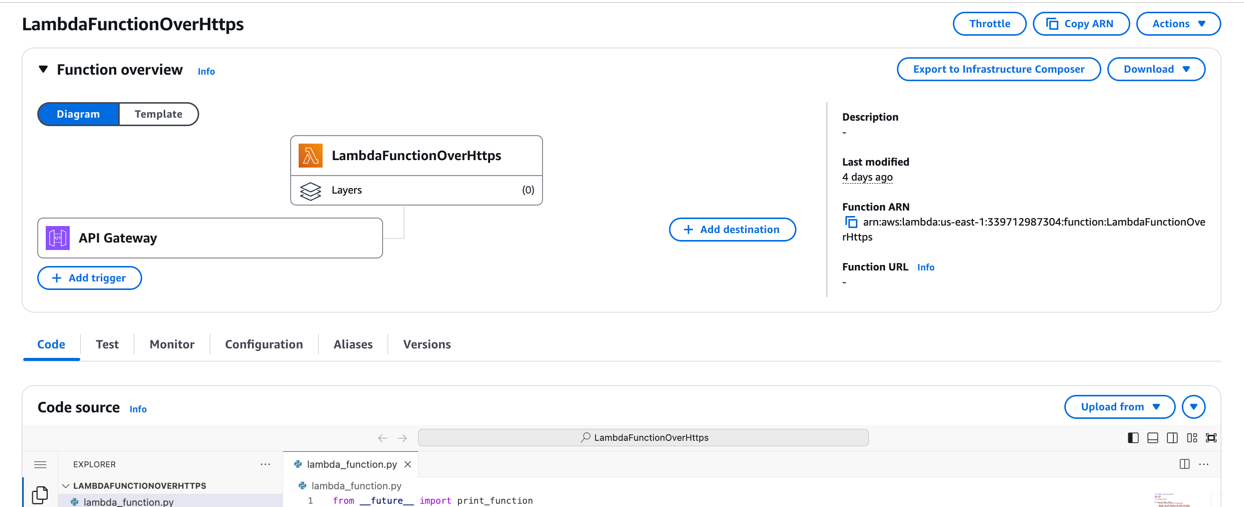 LambdaFunctionOverHttps
Throttle
Copy ARN
Actions
Function overview Info
Export to Infrastructure Composer
Download
Diagram
Template
LambdaFunctionOverHttps
Layers (0)
API Gateway
+ Add trigger
+ Add destination
Description
-
Last modified
4 days ago
Function ARN
arn:aws:lambda:us-east-1:339712987304:function:LambdaFunctionOve
rHttps
Function URL Info
-
Code Test Monitor Configuration Aliases Versions
Code source Info
Upload from
LambdaFunctionOverHttps
EXPLORER ...
lambda_function.py ×
...
LAMBDAFUNCTIONOVERHTTPS
lambda_function.py
lambda_function.py
1 from __future__ import print_function